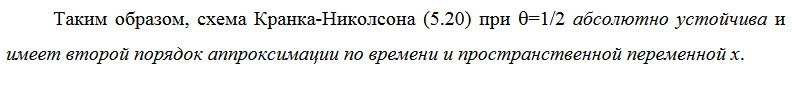 Таким образом, схема Кранка-Николсона (5.20) при θ=1/2 абсолютно устойчива и
имеет второй порядок аппроксимации по времени и пространственной переменной x.